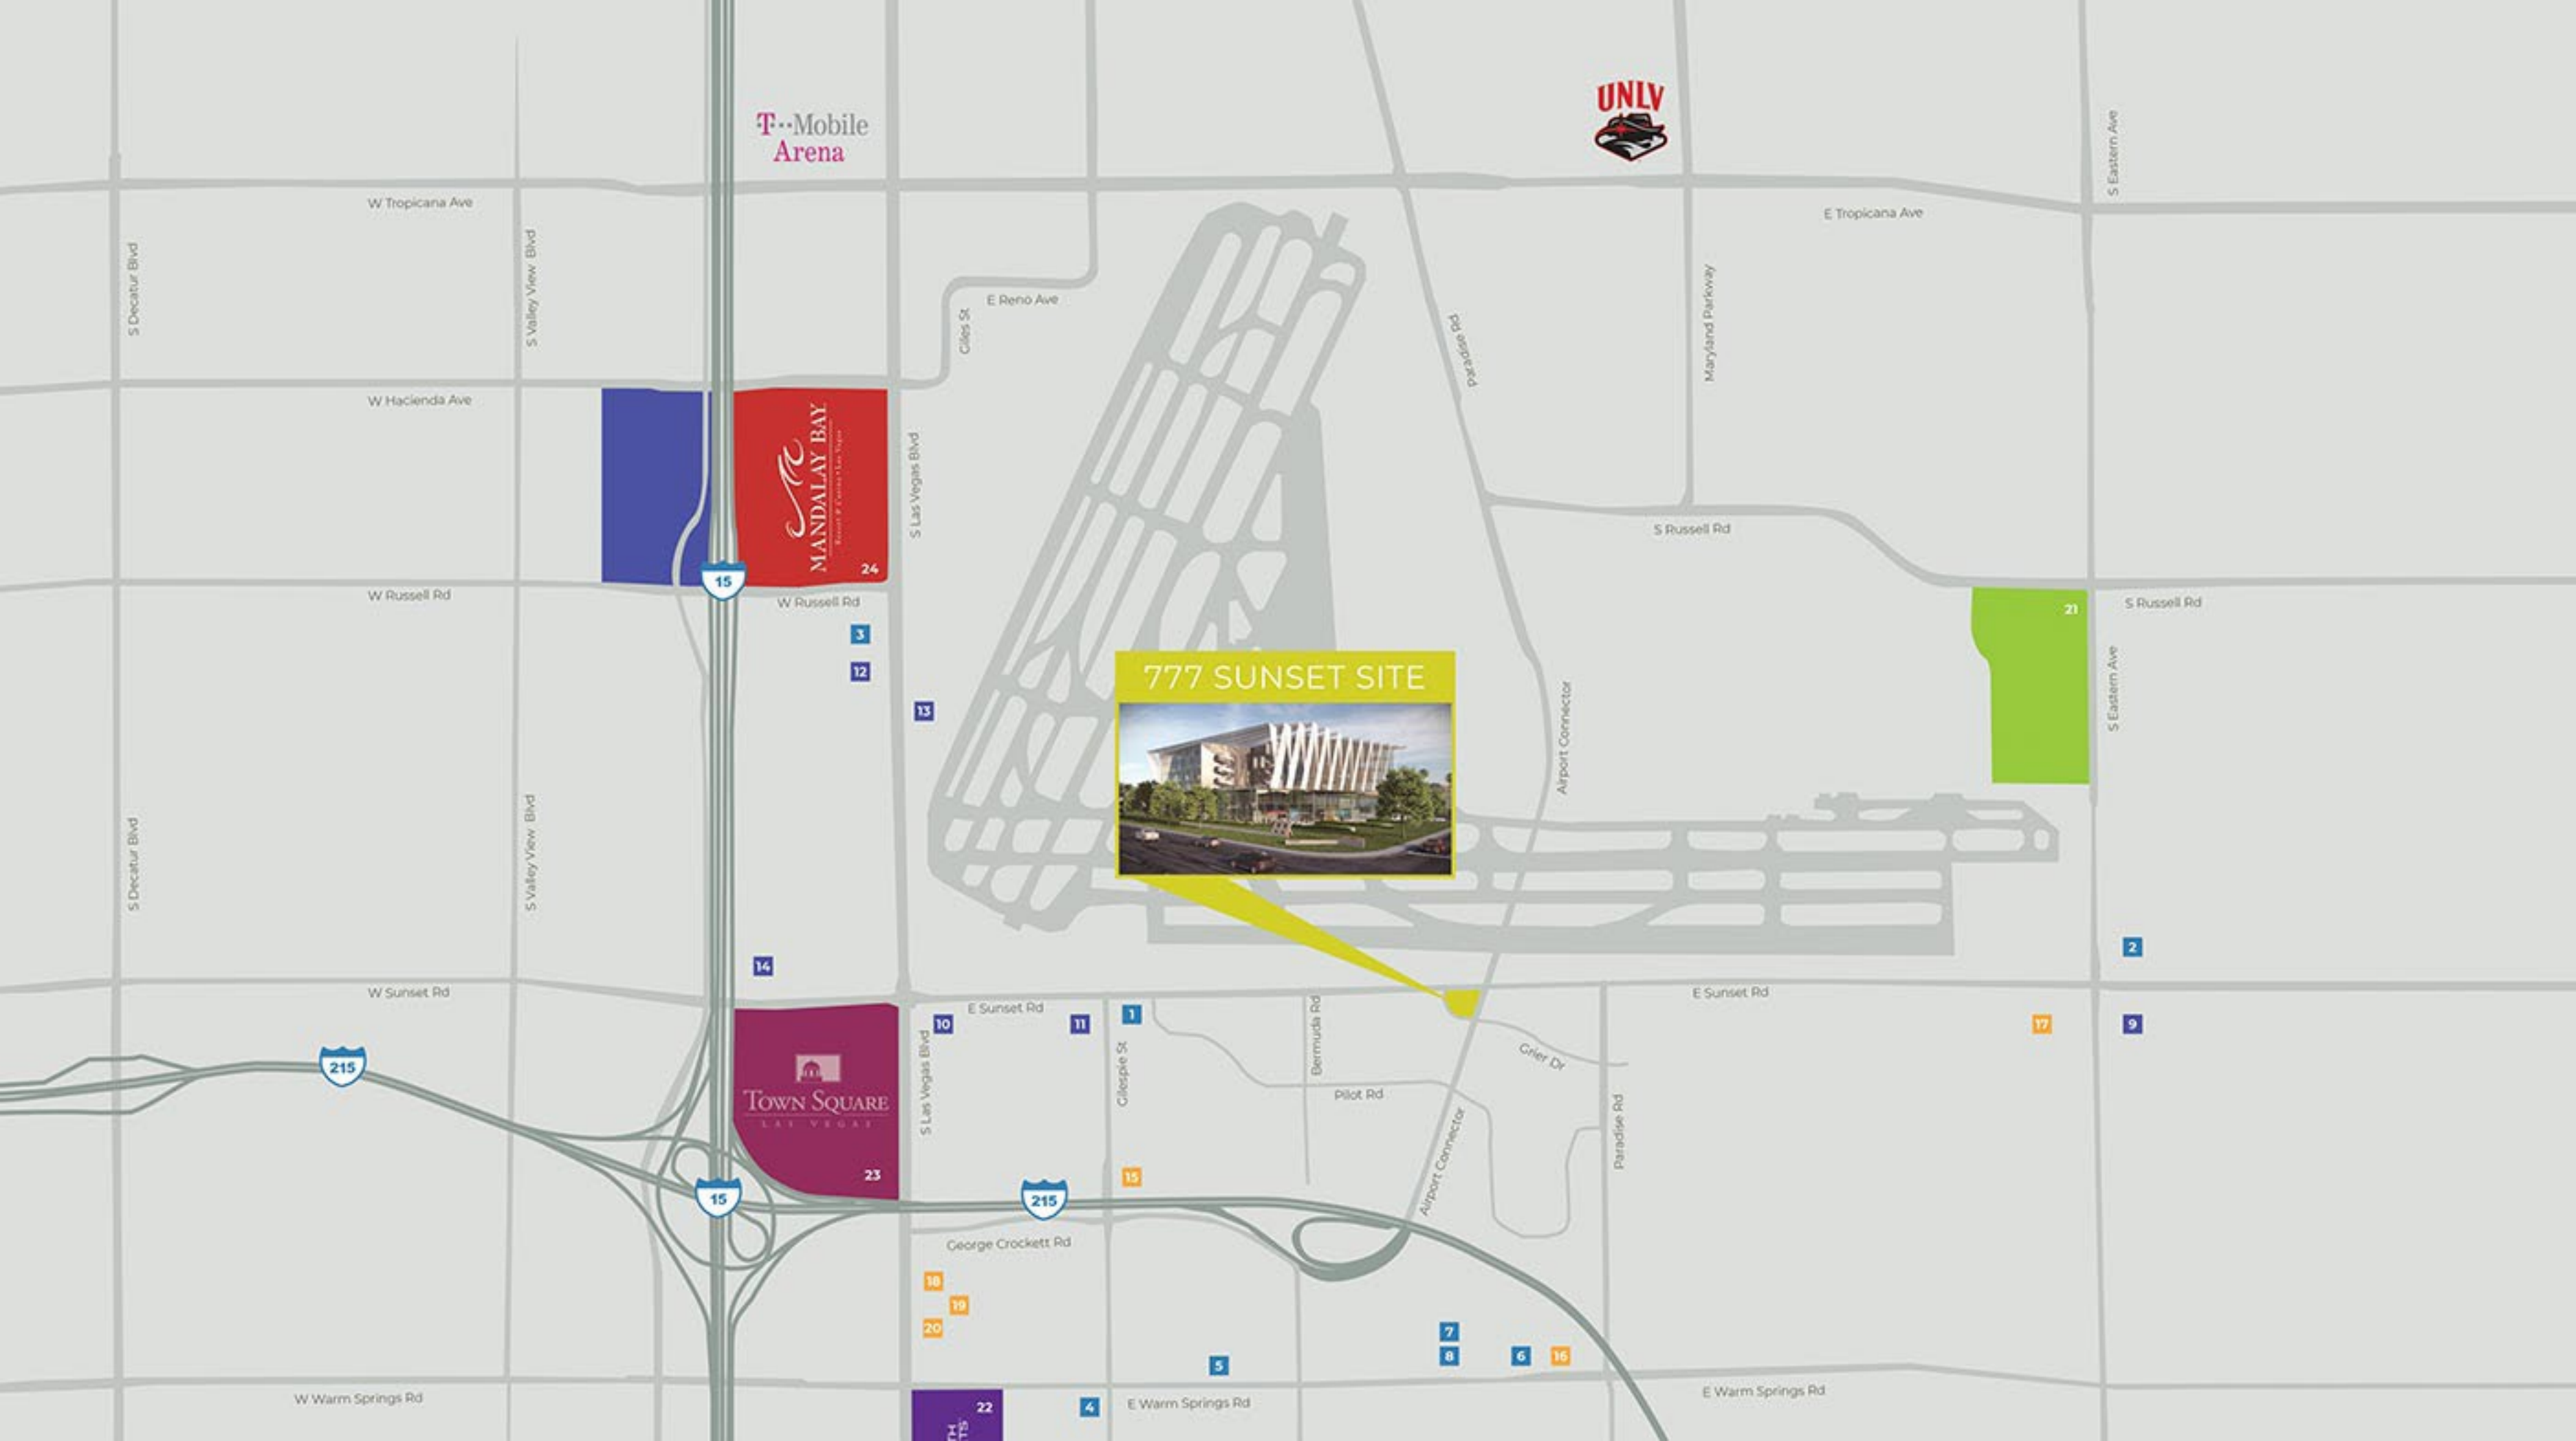 UNLV
T··Mobile
Arena
S Eastern Ave
W Tropicana Ave
E Tropicana Ave
S Decatur Blvd
S Valley View Blvd
E Reno Ave
Giles St
Paradise Rd
Maryland Parkway
W Hacienda Ave
MANDALAY BAY
Resort & Casino • Las Vegas
24
S Las Vegas Blvd
S Russell Rd
15
W Russell Rd
W Russell Rd
21
S Russell Rd
3
12
13
777 SUNSET SITE
Airport Connector
S Eastern Ave
S Decatur Blvd
S Valley View Blvd
2
14
W Sunset Rd
E Sunset Rd
E Sunset Rd
10
11
1
Bermuda Rd
17
9
215
S Las Vegas Blvd
Gillespie St
Grier Dr
TOWN SQUARE
LAS VEGAS
23
Pilot Rd
Airport Connector
Paradise Rd
15
15
215
George Crockett Rd
18
19
20
7
8
6
16
5
W Warm Springs Rd
22
4
E Warm Springs Rd
E Warm Springs Rd